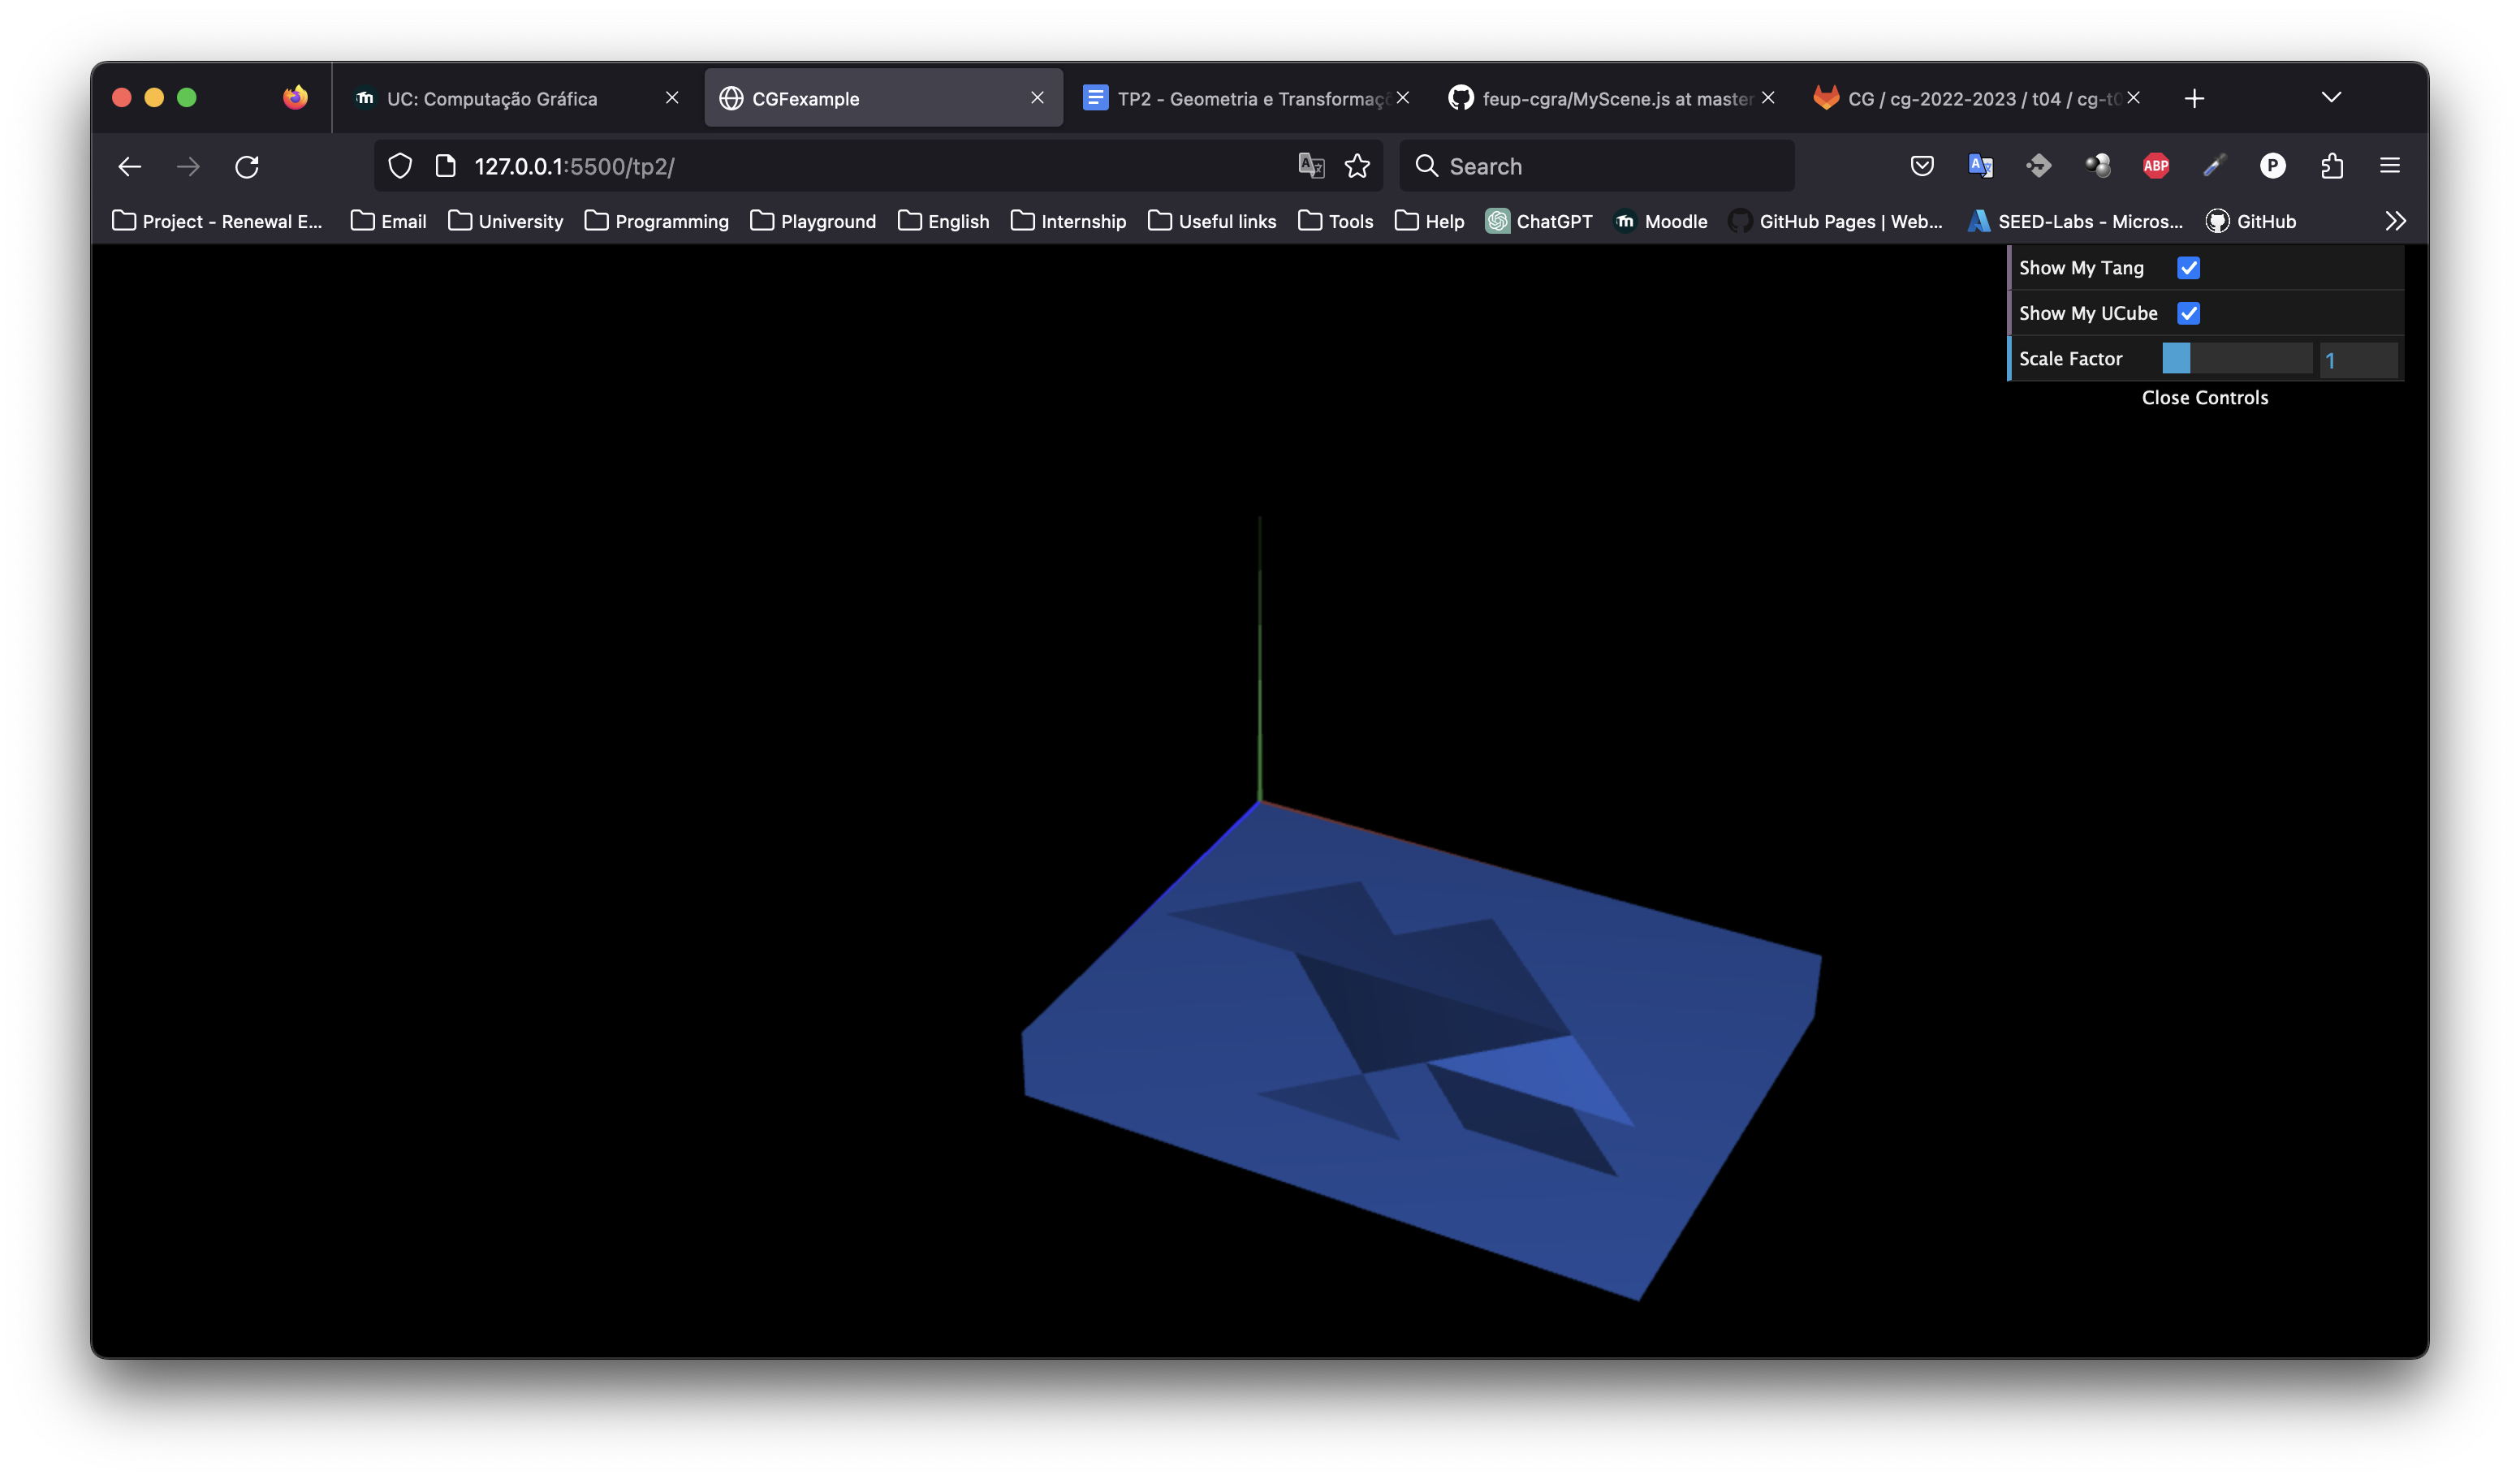 UC: Computação Gráfica
CGFexample
TP2 - Geometria e Transformaç
feup-cgra/MyScene.js at master
CG / cg-2022-2023 / t04 / cg-t0
127.0.0.1:5500/tp2/
Search
ABP
P
Project - Renewal E...
Email
University
Programming
Playground
English
Internship
Useful links
Tools
Help
ChatGPT
Moodle
GitHub Pages | Web...
SEED-Labs - Micros...
GitHub
Show My Tang
Show My UCube
Scale Factor
1
Close Controls